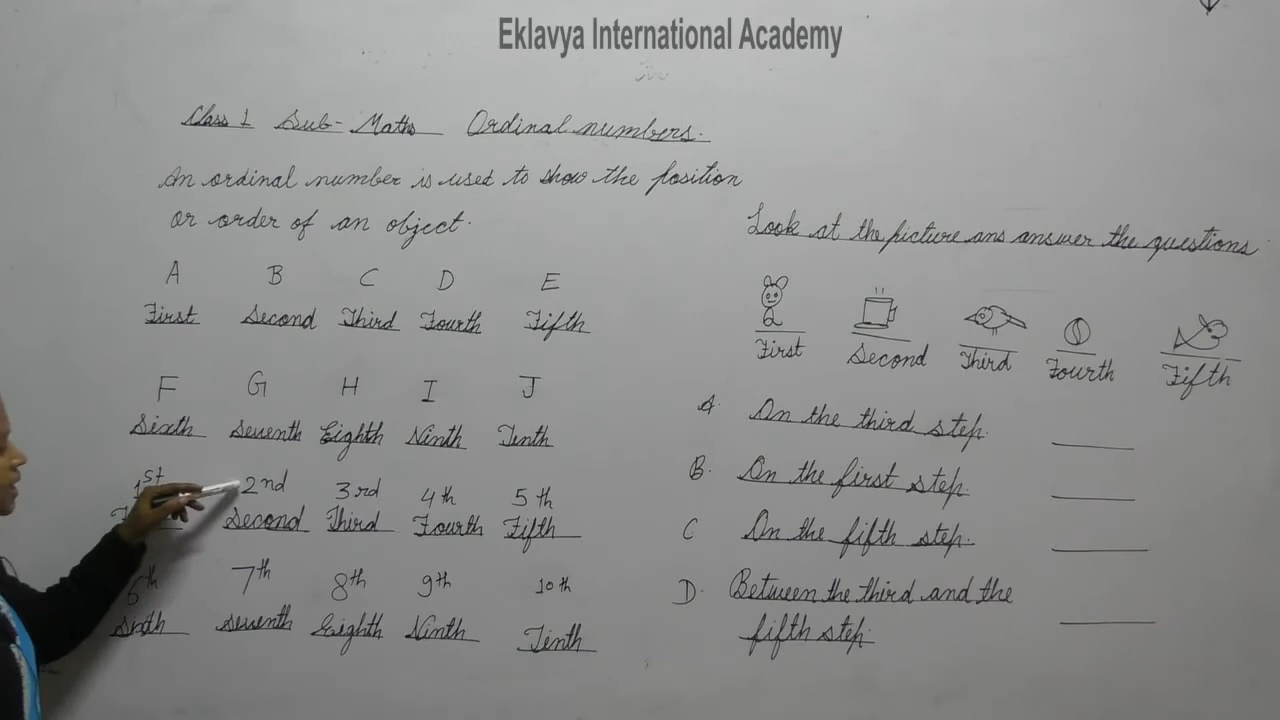 Eklavya International Academy
Class 1 Sub- Maths Ordinal numbers.
An ordinal number is used to show the position
or order of an object.
A B C D E
First Second Third Fourth Fifth
F G H I J
Sixth Seventh Eighth Ninth Tenth
1st 2nd 3rd 4th 5th
Second Third Fourth Fifth
6th 7th 8th 9th 10th
Seventh Eighth Ninth Tenth
Look at the picture ans answer the questions
First Second Third Fourth Fifth
A. On the third step.
B. On the first step.
C On the fifth step.
D. Between the third and the
fifth step.